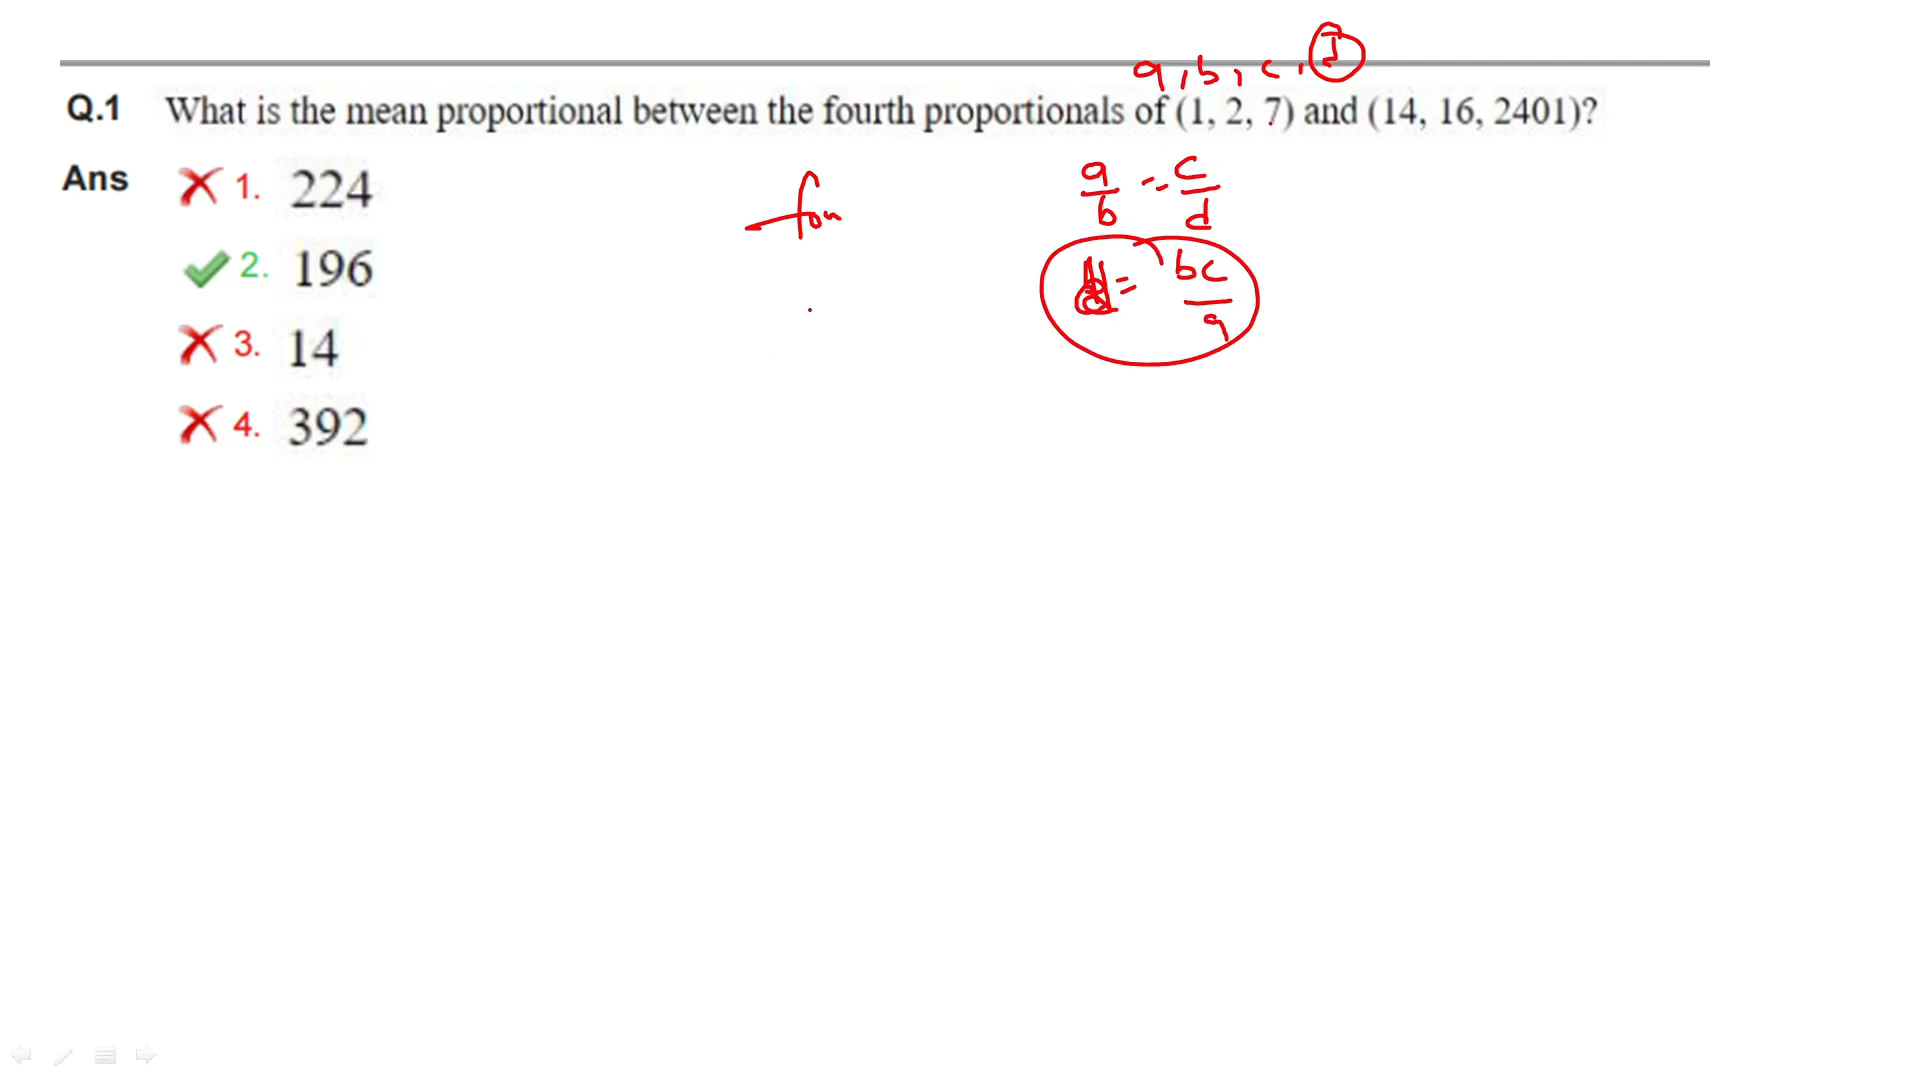 a, b, c, d
Q.1 What is the mean proportional between the fourth proportionals of (1, 2, 7) and (14, 16, 2401)?
Ans 1. 224
2. 196
3. 14
4. 392
a/b = c/d
d = bc/a